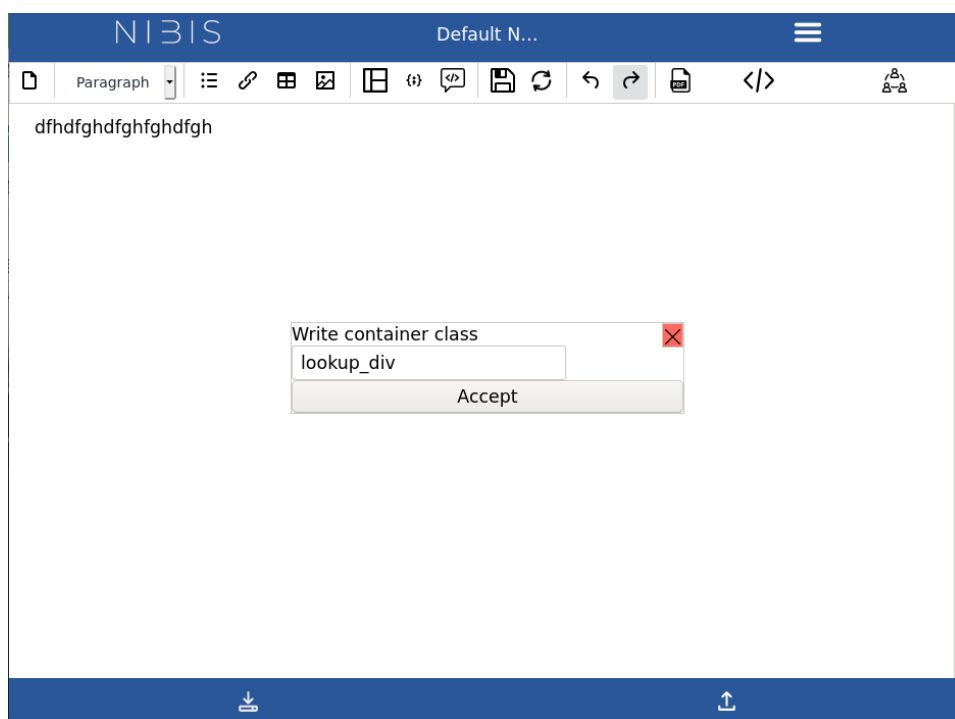 NIBIS
Default N...
Paragraph
PDF
dfhdfghdfghfghdfgh
Write container class
lookup_div
Accept